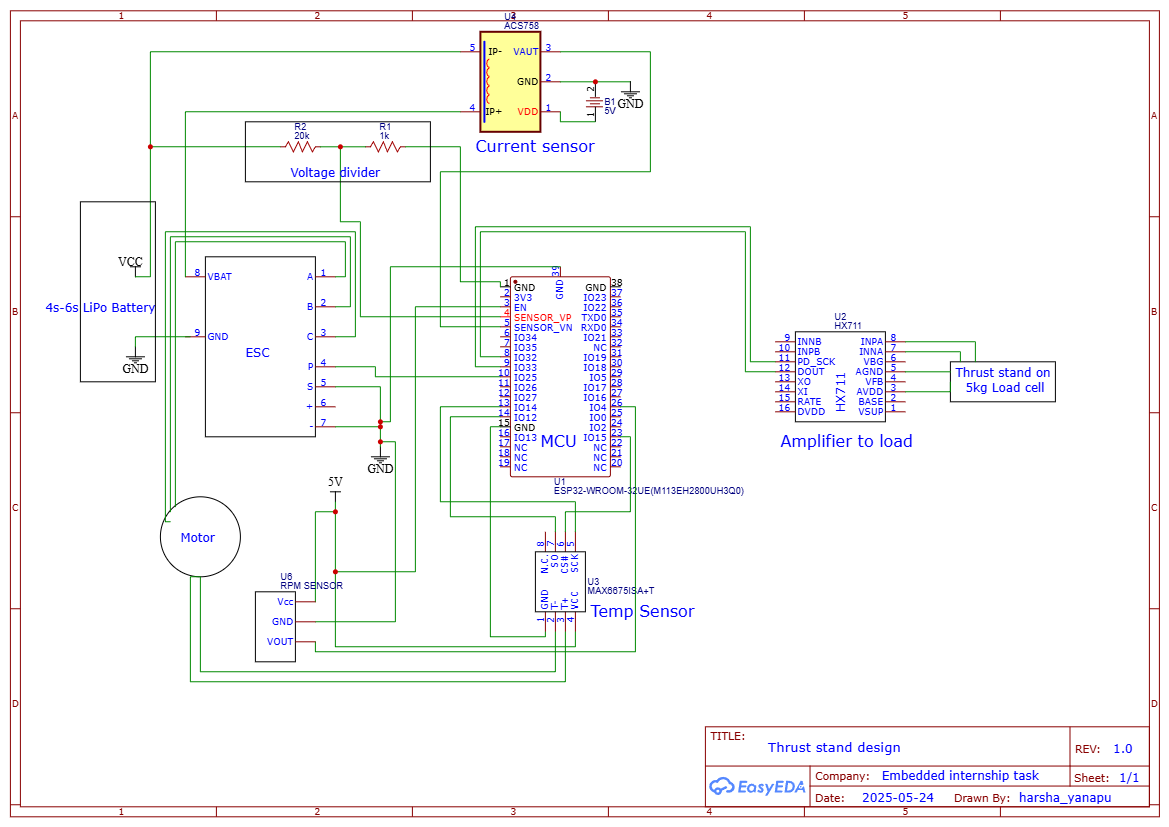 1 2 3 4 5
A
B
C
D
A
B
C
D
U4
ACS758
5 IP- VAUT 3
GND 2
4 IP+ VDD 1
2
B1
5V
1
GND
Current sensor
R2
20k
R1
1k
Voltage divider
VCC
4s-6s LiPo Battery
GND
8 VBAT
9 GND
ESC
A 1
B 2
C 3
P 4
S 5
+ 6
- 7
GND
39
GND
1 GND GND 38
2 3V3 IO23 37
3 EN IO22 36
4 SENSOR_VP TXD0 35
5 SENSOR_VN RXD0 34
6 IO34 IO21 33
7 IO35 NC 32
8 IO32 IO19 31
9 IO33 IO18 30
10 IO25 IO5 29
11 IO26 IO17 28
12 IO27 IO16 27
13 IO14 IO4 26
14 IO12 IO0 25
15 GND IO2 24
16 IO13 IO15 23
17 NC NC 22
18 NC NC 21
19 NC NC 20
MCU
U1
ESP32-WROOM-32UE(M113EH2800UH3Q0)
U2
HX711
9 INNB INPA 8
10 INPB INNA 7
11 PD_SCK VBG 6
12 DOUT AGND 5
13 XO VFB 4
14 XI AVDD 3
15 RATE BASE 2
16 DVDD VSUP 1
HX711
Thrust stand on
5kg Load cell
Amplifier to load
5V
Motor
U6
RPM SENSOR
Vcc
GND
VOUT
8 7 6 5
N.C. SO CS# SCK
GND T- T+ VCC
1 2 3 4
U3
MAX6675ISA+T
Temp Sensor
TITLE:
Thrust stand design
REV: 1.0
EasyEDA
Company: Embedded internship task
Sheet: 1/1
Date: 2025-05-24 Drawn By: harsha_yanapu
1 2 3 4 5